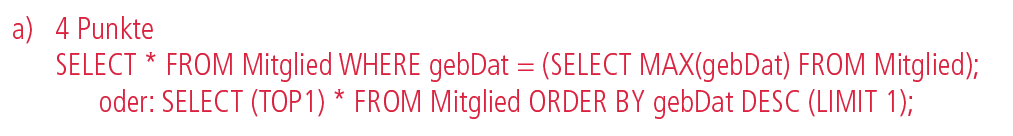 a) 4 Punkte
SELECT * FROM Mitglied WHERE gebDat = (SELECT MAX(gebDat) FROM Mitglied);
oder: SELECT (TOP1) * FROM Mitglied ORDER BY gebDat DESC (LIMIT 1);